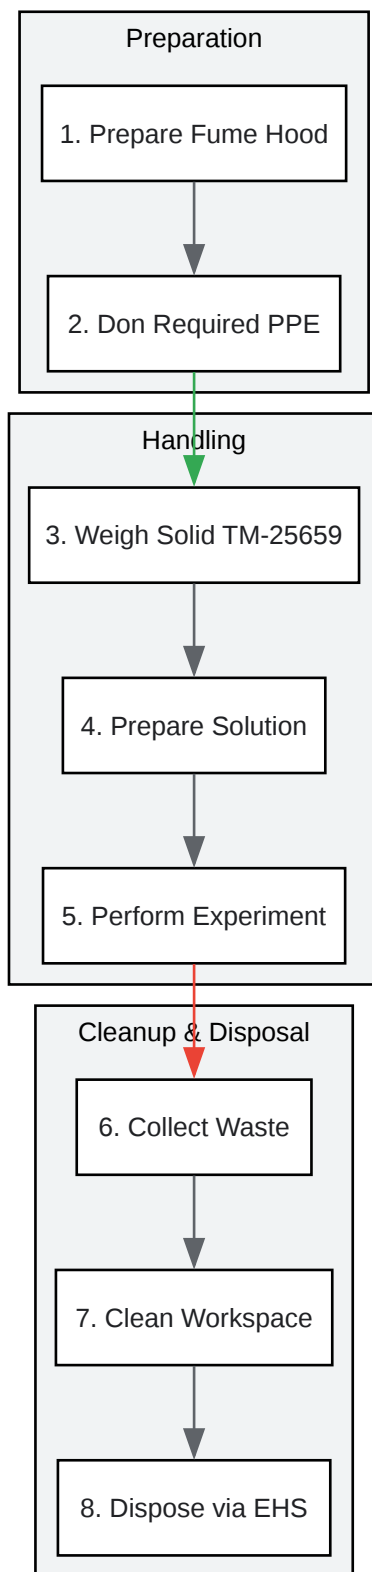 Preparation
1. Prepare Fume Hood
2. Don Required PPE
Handling
3. Weigh Solid TM-25659
4. Prepare Solution
5. Perform Experiment
Cleanup & Disposal
6. Collect Waste
7. Clean Workspace
8. Dispose via EHS